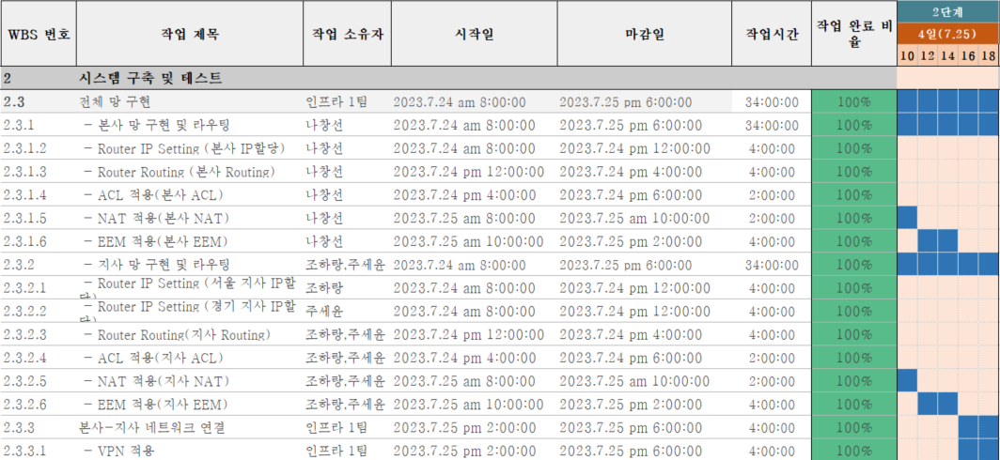 WBS 번호 작업 제목 작업 소유자 시작일 마감일 작업시간 작업 완료 비율 2단계
4일(7.25)
10 12 14 16 18
2 시스템 구축 및 테스트
2.3 전체 망 구현 인프라 1팀 2023.7.24 am 8:00:00 2023.7.25 pm 6:00:00 34:00:00 100%
2.3.1 - 본사 망 구현 및 라우팅 나창선 2023.7.24 am 8:00:00 2023.7.25 pm 6:00:00 34:00:00 100%
2.3.1.2 - Router IP Setting (본사 IP할당) 나창선 2023.7.24 am 8:00:00 2023.7.24 pm 12:00:00 4:00:00 100%
2.3.1.3 - Router Routing (본사 Routing) 나창선 2023.7.24 pm 12:00:00 2023.7.24 pm 4:00:00 4:00:00 100%
2.3.1.4 - ACL 적용(본사 ACL) 나창선 2023.7.24 pm 4:00:00 2023.7.24 pm 6:00:00 2:00:00 100%
2.3.1.5 - NAT 적용(본사 NAT) 나창선 2023.7.25 am 8:00:00 2023.7.25 am 10:00:00 2:00:00 100%
2.3.1.6 - EEM 적용(본사 EEM) 나창선 2023.7.25 am 10:00:00 2023.7.25 pm 2:00:00 4:00:00 100%
2.3.2 - 지사 망 구현 및 라우팅 조하랑,주세윤 2023.7.24 am 8:00:00 2023.7.25 pm 6:00:00 34:00:00 100%
2.3.2.1 - Router IP Setting (서울 지사 IP할당) 조하랑 2023.7.24 am 8:00:00 2023.7.24 pm 12:00:00 4:00:00 100%
2.3.2.2 - Router IP Setting (경기 지사 IP할당) 주세윤 2023.7.24 am 8:00:00 2023.7.24 pm 12:00:00 4:00:00 100%
2.3.2.3 - Router Routing(지사 Routing) 조하랑,주세윤 2023.7.24 pm 12:00:00 2023.7.24 pm 4:00:00 4:00:00 100%
2.3.2.4 - ACL 적용(지사 ACL) 조하랑,주세윤 2023.7.24 pm 4:00:00 2023.7.24 pm 6:00:00 2:00:00 100%
2.3.2.5 - NAT 적용(지사 NAT) 조하랑,주세윤 2023.7.25 am 8:00:00 2023.7.25 am 10:00:00 2:00:00 100%
2.3.2.6 - EEM 적용(지사 EEM) 조하랑,주세윤 2023.7.25 am 10:00:00 2023.7.25 pm 2:00:00 4:00:00 100%
2.3.3 본사-지사 네트워크 연결 인프라 1팀 2023.7.25 pm 2:00:00 2023.7.25 pm 6:00:00 4:00:00 100%
2.3.3.1 - VPN 적용 인프라 1팀 2023.7.25 pm 2:00:00 2023.7.25 pm 6:00:00 4:00:00 100%